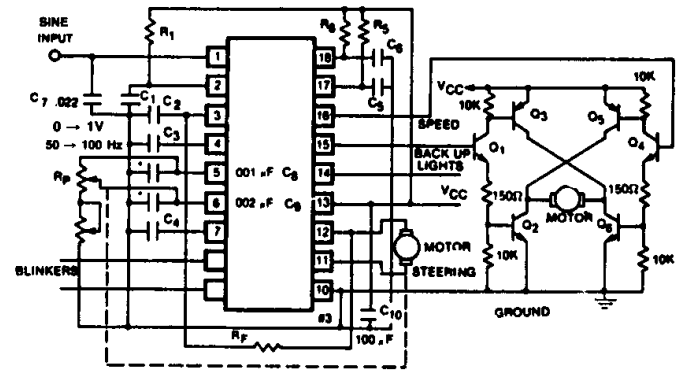 SINE
INPUT
R1
R6
R5
C6
C5
1
2
3
4
5
6
7
18
17
16
15
14
13
12
11
10
C7 .022
C1
C2
0 → 1V
50 → 100 Hz
C3
C4
RP
001 µF C8
002 µF C9
BLINKERS
RF
#3
C10
100 µF
MOTOR
STEERING
SPEED
BACK UP
LIGHTS
VCC
VCC
10K
10K
Q3
Q5
Q1
Q4
150Ω
150Ω
MOTOR
Q2
Q6
10K
10K
GROUND